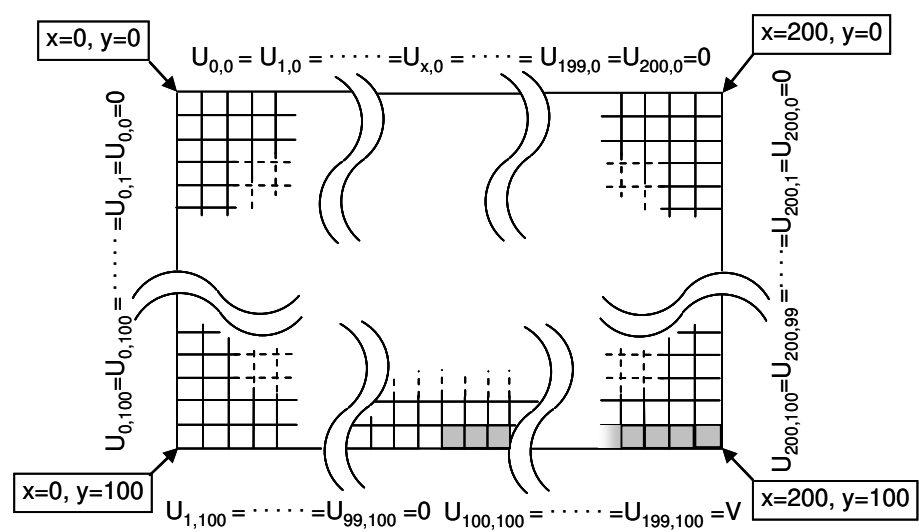 x=0, y=0
x=200, y=0
U0,0 = U1,0 = ······ =Ux,0 = ······ = U199,0 =U200,0=0
U0,100=U0,100= ······ =U0,1=U0,0=0
U200,100=U200,99= ······ =U200,1=U200,0=0
x=0, y=100
x=200, y=100
U1,100 = ······ =U99,100 =0 U100,100 = ······ =U199,100 =V